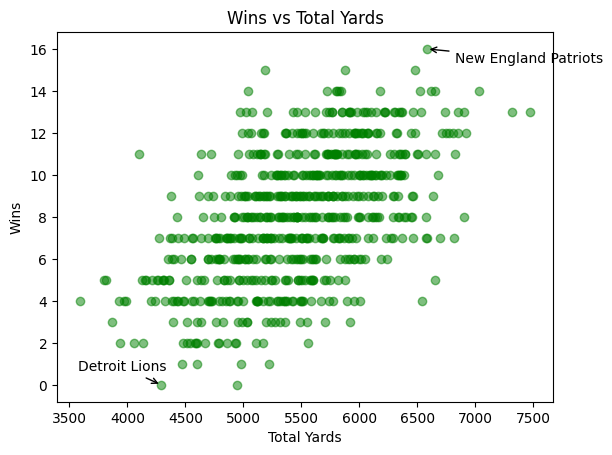 Wins vs Total Yards
16
New England Patriots
14
12
10
Wins
8
6
4
2
Detroit Lions
0
3500 4000 4500 5000 5500 6000 6500 7000 7500
Total Yards